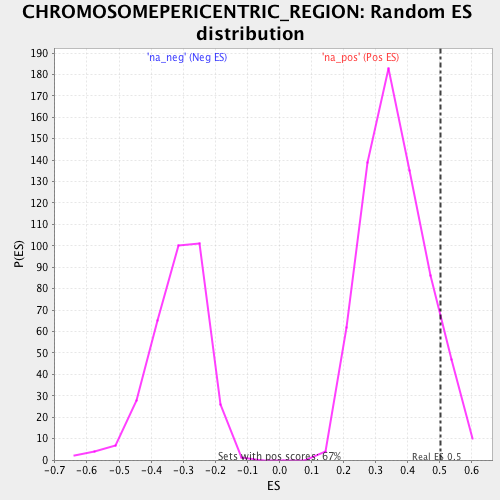 CHROMOSOMEPERICENTRIC_REGION: Random ES
distribution
'na_neg' (Neg ES)
'na_pos' (Pos ES)
190
180
170
160
150
140
130
120
110
100
90
80
70
60
50
40
30
20
10
0
P(ES)
Sets with pos scores: 67%
Real ES 0.5
-0.7 -0.6 -0.5 -0.4 -0.3 -0.2 -0.1 0.0 0.1 0.2 0.3 0.4 0.5 0.6
ES